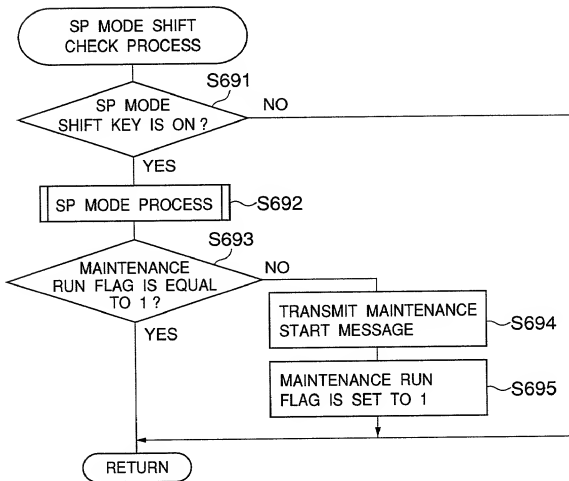 SP MODE SHIFT
CHECK PROCESS
S691
SP MODE
SHIFT KEY IS ON ?
NO
YES
SP MODE PROCESS
S692
S693
MAINTENANCE
RUN FLAG IS EQUAL
TO 1 ?
NO
YES
TRANSMIT MAINTENANCE
START MESSAGE
S694
MAINTENANCE RUN
FLAG IS SET TO 1
S695
RETURN